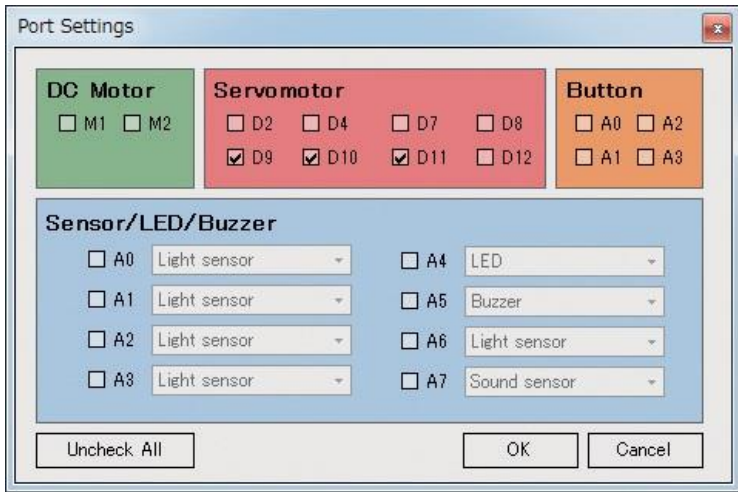 Port Settings
DC Motor
M1 M2
Servomotor
D2 D4 D7 D8
D9 D10 D11 D12
Button
A0 A2
A1 A3
Sensor/LED/Buzzer
A0 Light sensor
A1 Light sensor
A2 Light sensor
A3 Light sensor
A4 LED
A5 Buzzer
A6 Light sensor
A7 Sound sensor
Uncheck All
OK
Cancel